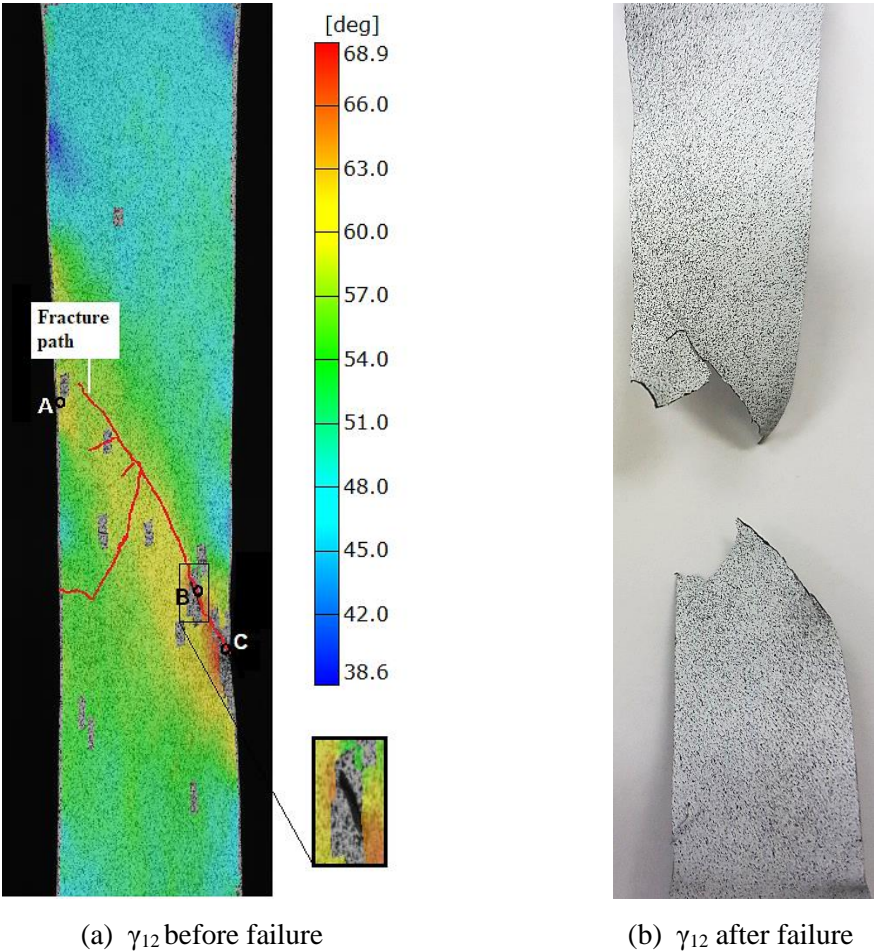 [deg]
68.9
66.0
63.0
60.0
57.0
54.0
51.0
48.0
45.0
42.0
38.6
Fracture
path
A
B
C
(a) γ₁₂ before failure
(b) γ₁₂ after failure